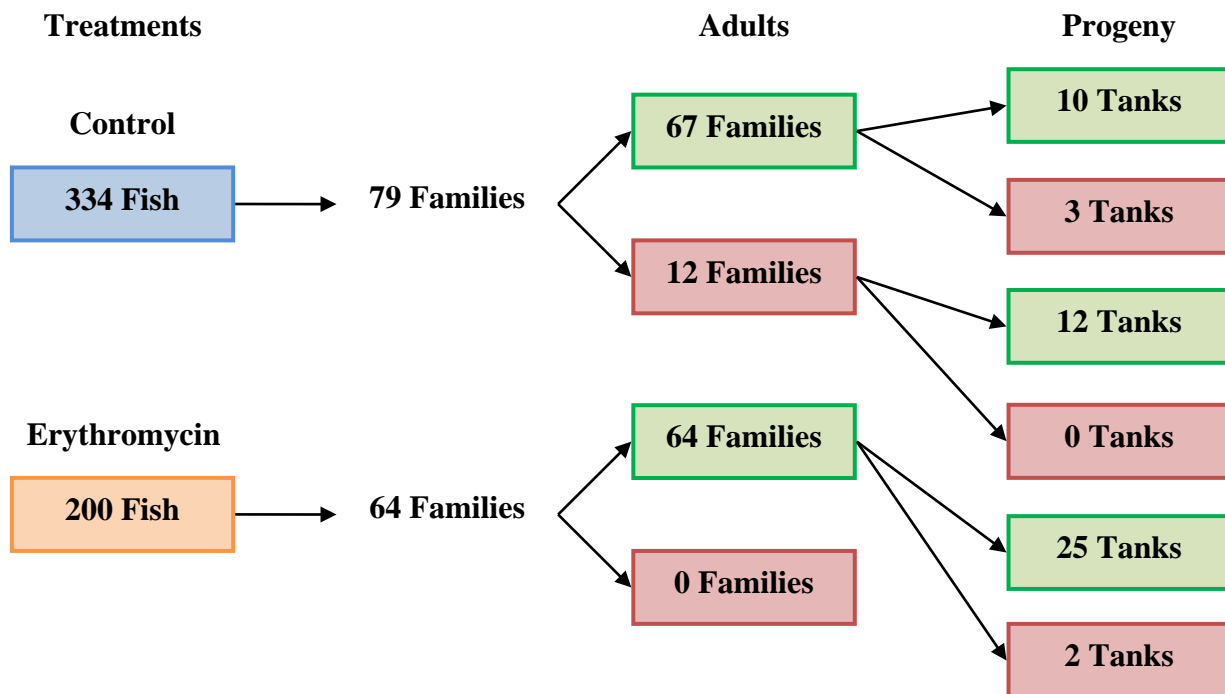 Treatments
Adults
Progeny
Control
334 Fish
79 Families
67 Families
12 Families
10 Tanks
3 Tanks
12 Tanks
0 Tanks
Erythromycin
200 Fish
64 Families
64 Families
0 Families
25 Tanks
2 Tanks